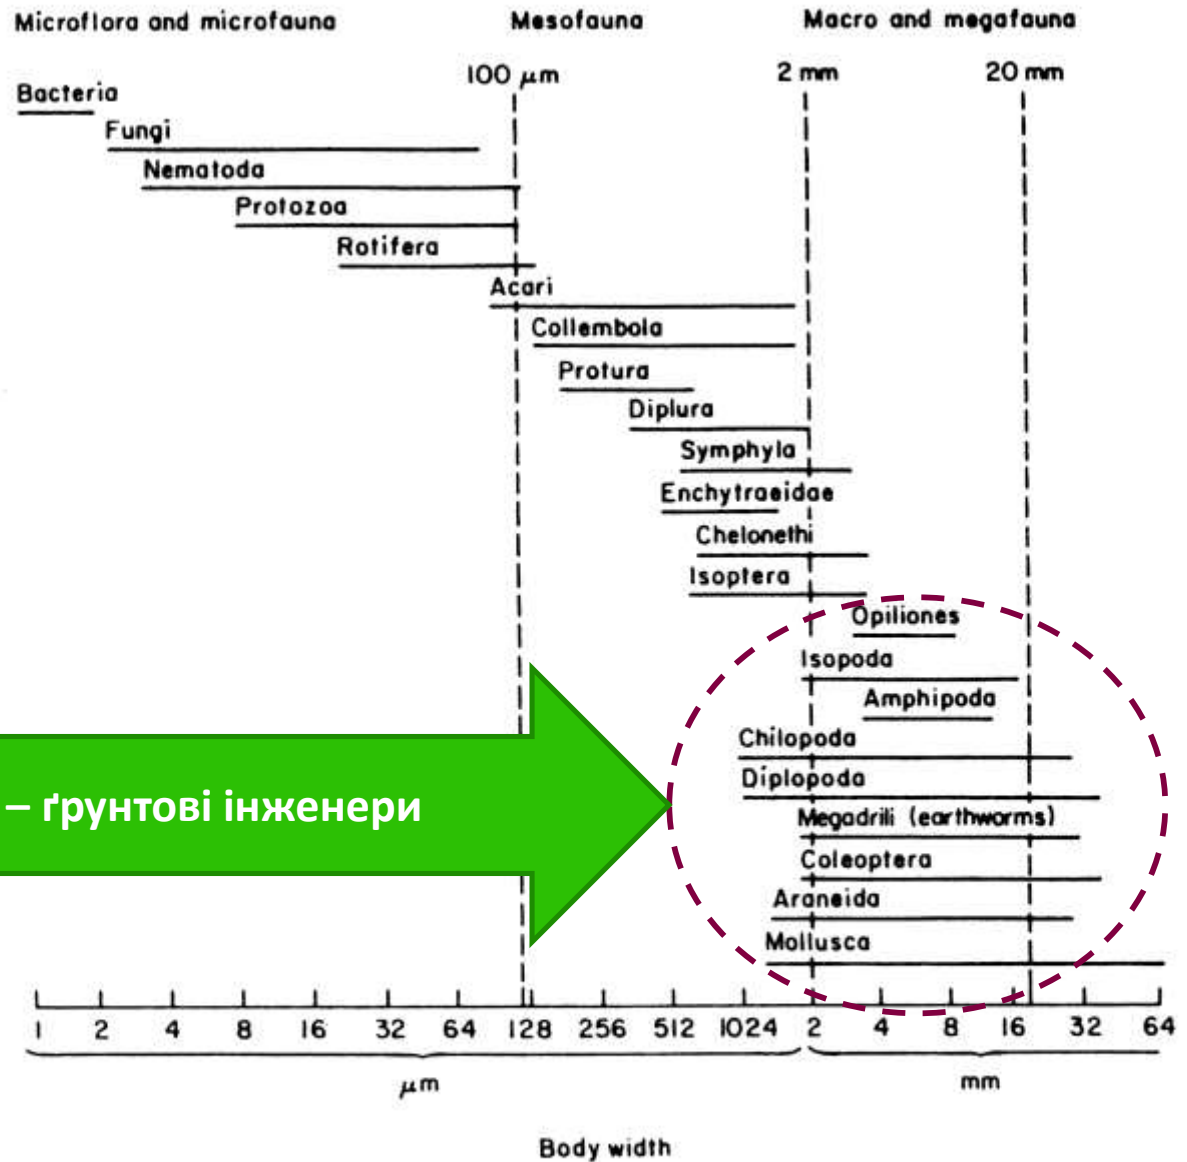 Microflora and microfauna Mesofauna Macro and megafauna
100 μm 2 mm 20 mm
Bacteria
Fungi
Nematoda
Protozoa
Rotifera
Acari
Collembola
Protura
Diplura
Symphyla
Enchytraeidae
Chelonethi
Isoptera
Opiliones
Isopoda
Amphipoda
Chilopoda
Diplopoda
– ґрунтові інженери
Megadrili (earthworms)
Coleoptera
Araneida
Mollusca
1 2 4 8 16 32 64 128 256 512 1024 2 4 8 16 32 64
μm mm
Body width